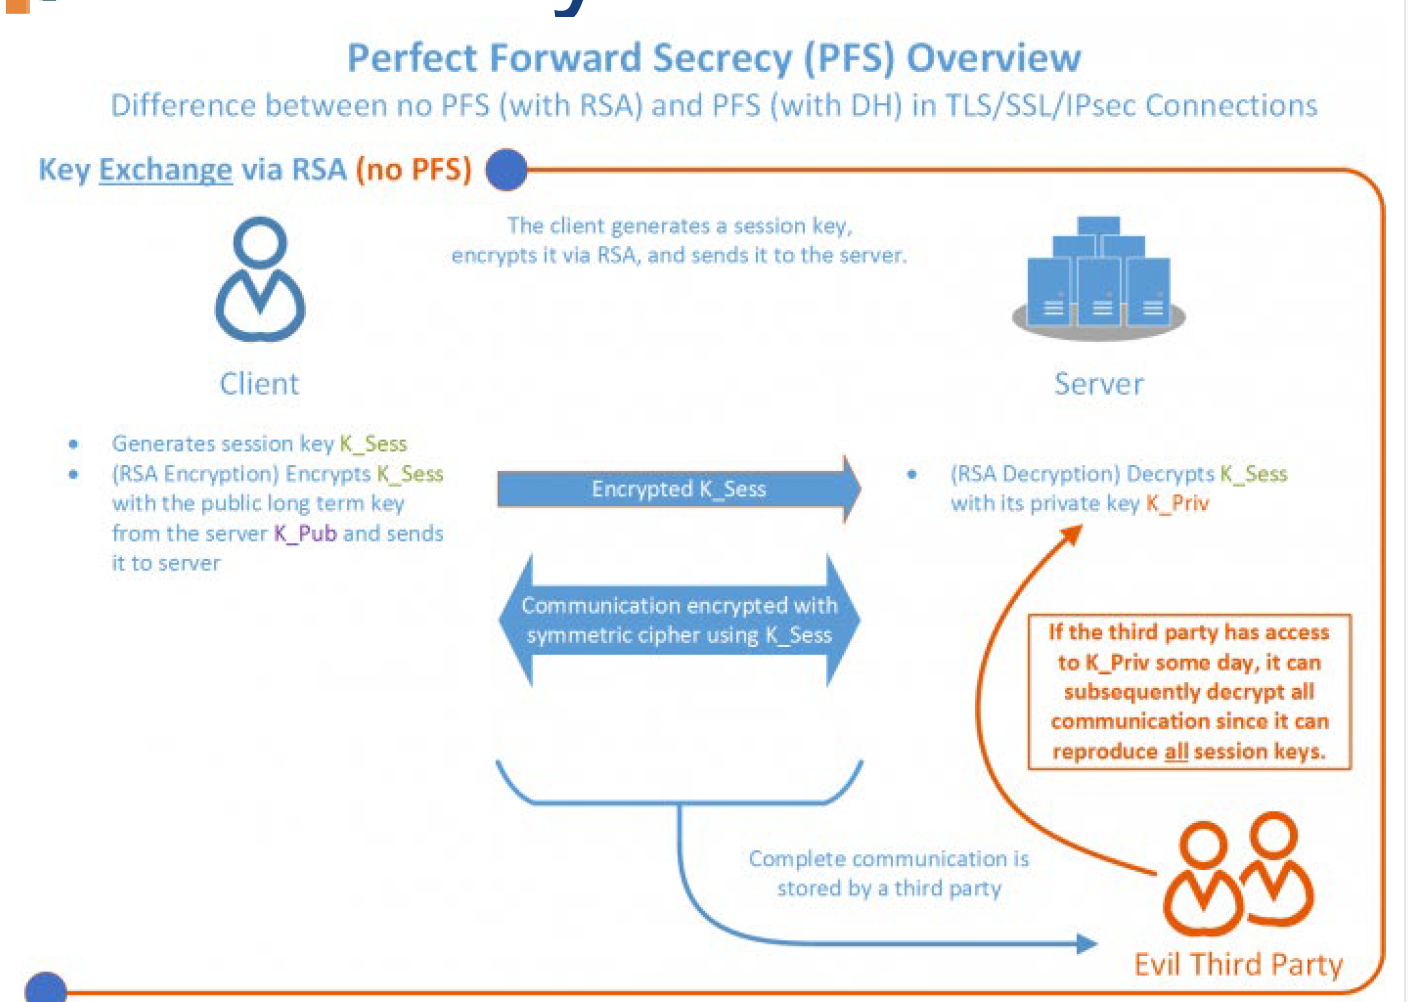 Perfect Forward Secrecy (PFS) Overview
Difference between no PFS (with RSA) and PFS (with DH) in TLS/SSL/IPsec Connections
Key Exchange via RSA (no PFS)
The client generates a session key,
encrypts it via RSA, and sends it to the server.
Client
Server
• Generates session key K_Sess
• (RSA Encryption) Encrypts K_Sess
with the public long term key
from the server K_Pub and sends
it to server
Encrypted K_Sess
• (RSA Decryption) Decrypts K_Sess
with its private key K_Priv
Communication encrypted with
symmetric cipher using K_Sess
If the third party has access
to K_Priv some day, it can
subsequently decrypt all
communication since it can
reproduce all session keys.
Complete communication is
stored by a third party
Evil Third Party